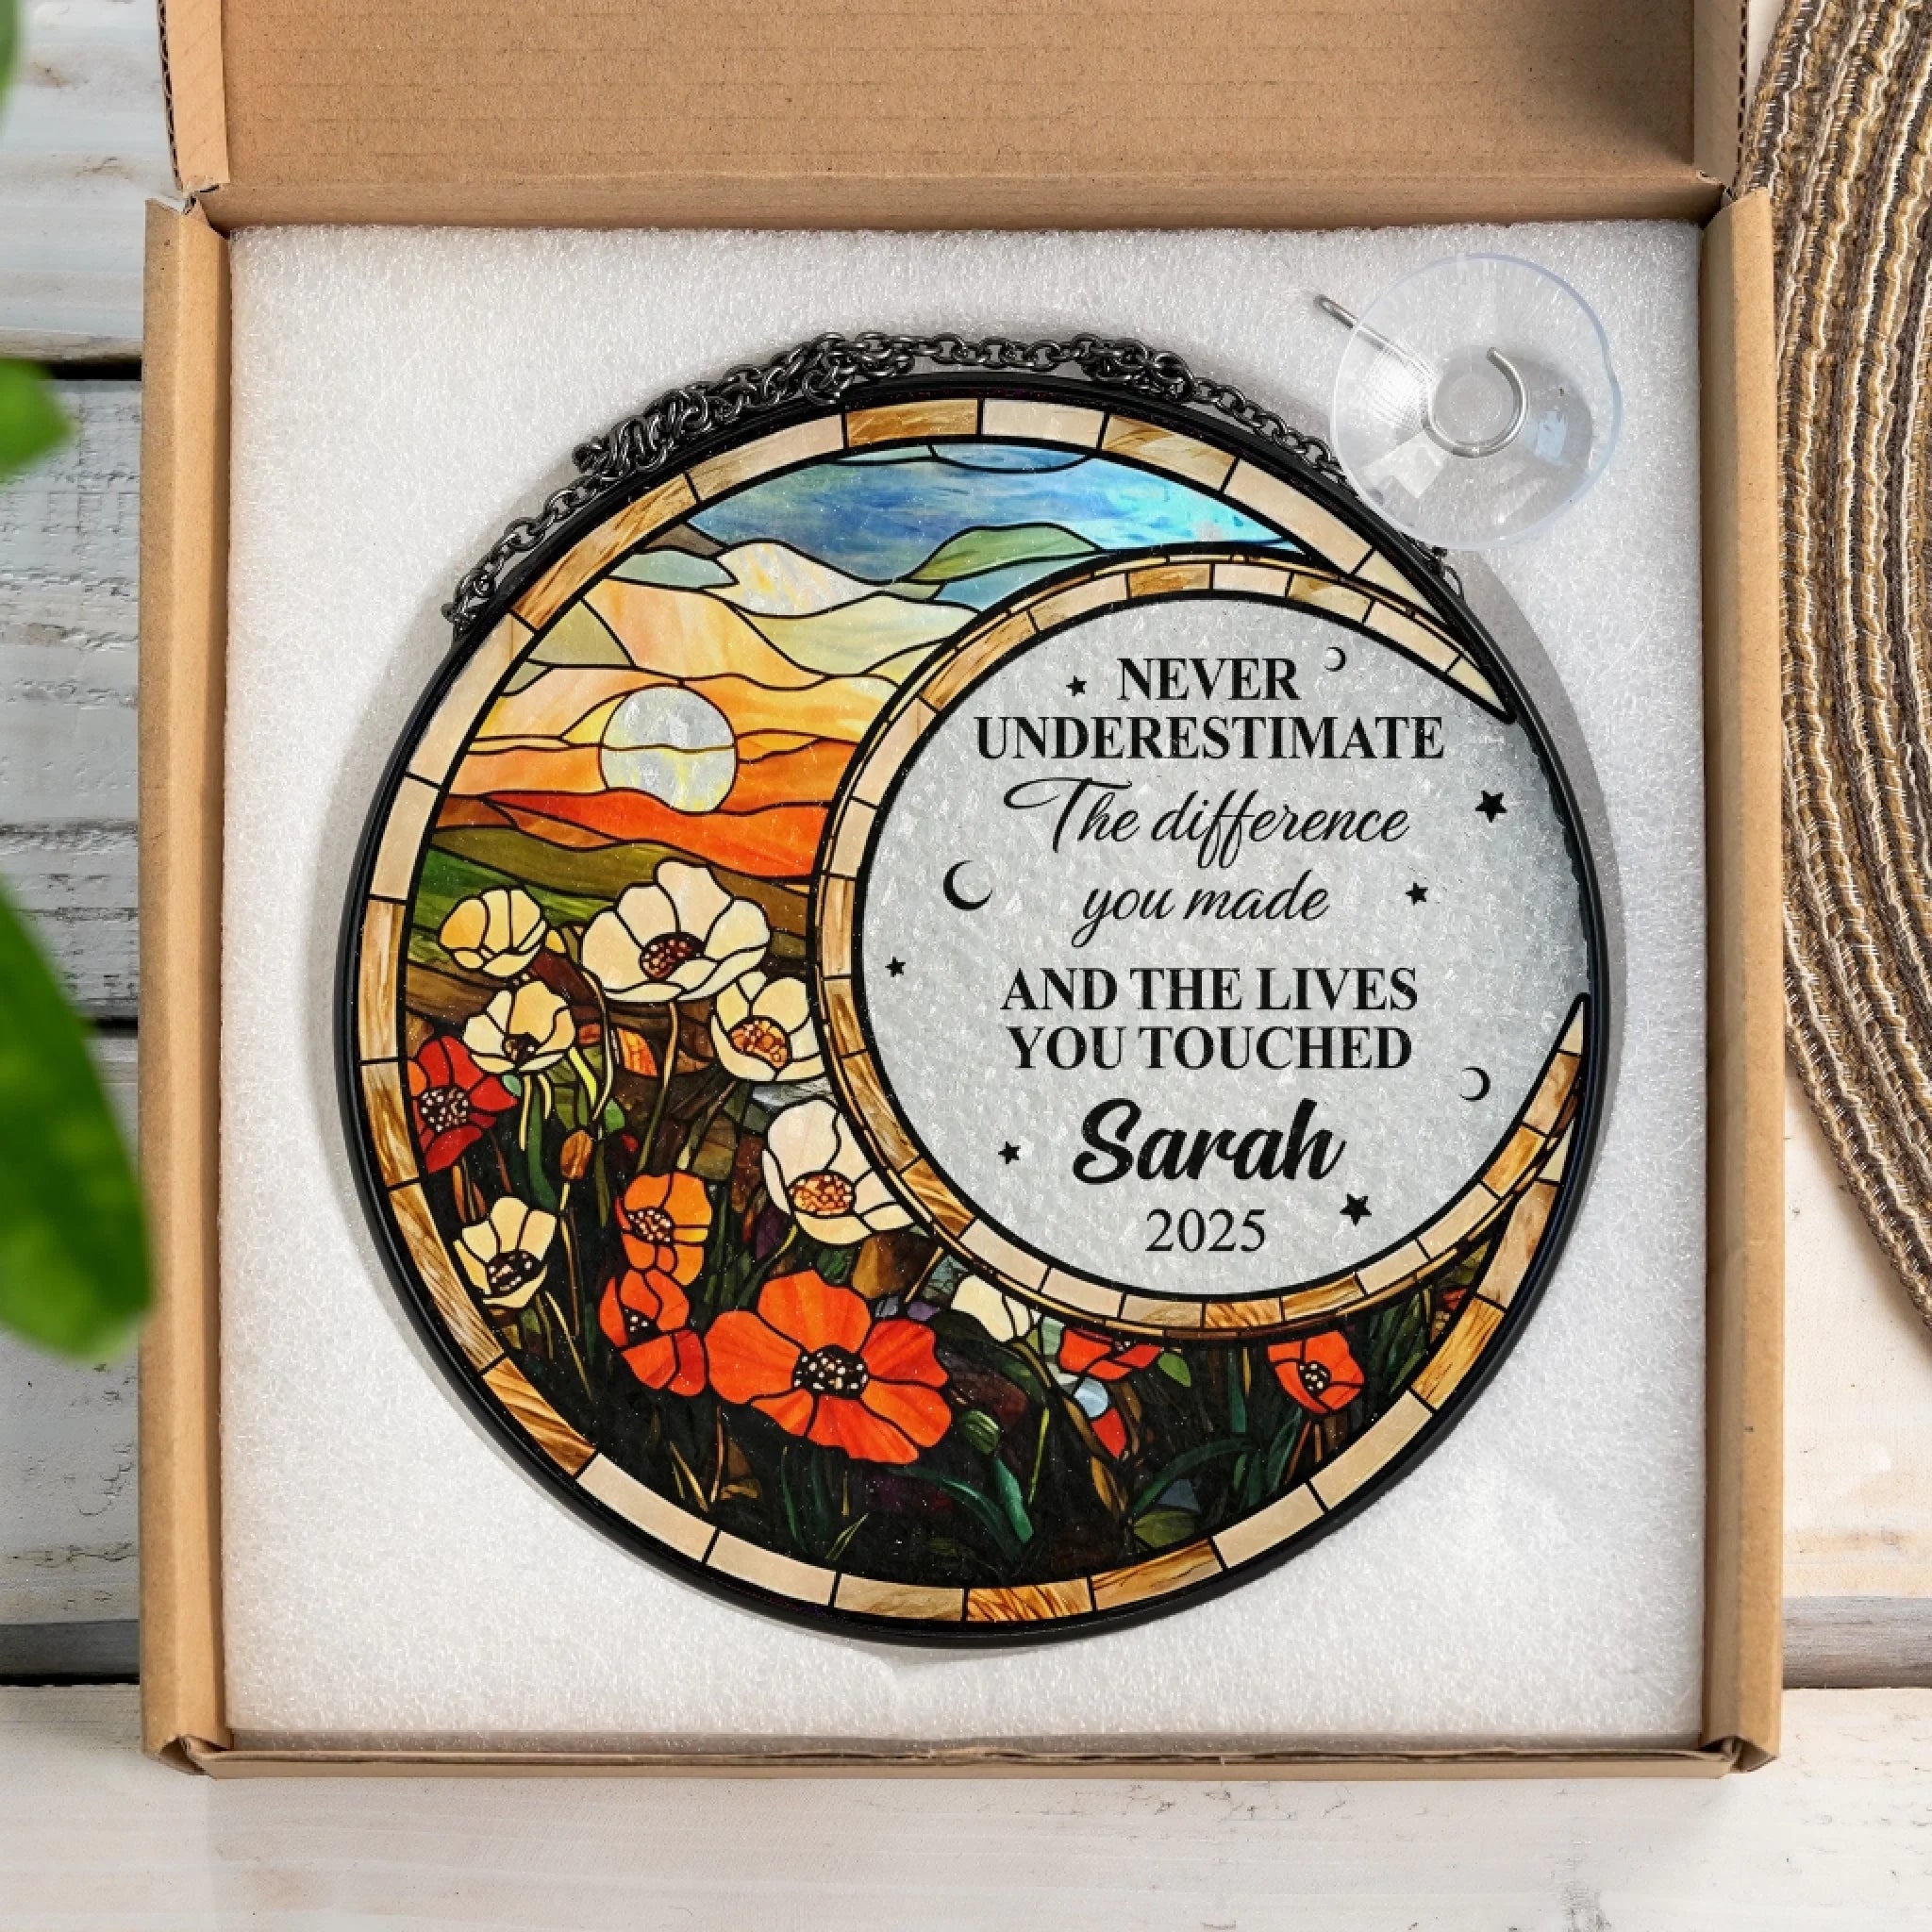 NEVER
UNDERESTIMATE
The difference
you made
AND THE LIVES
YOU TOUCHED
Sarah
2025